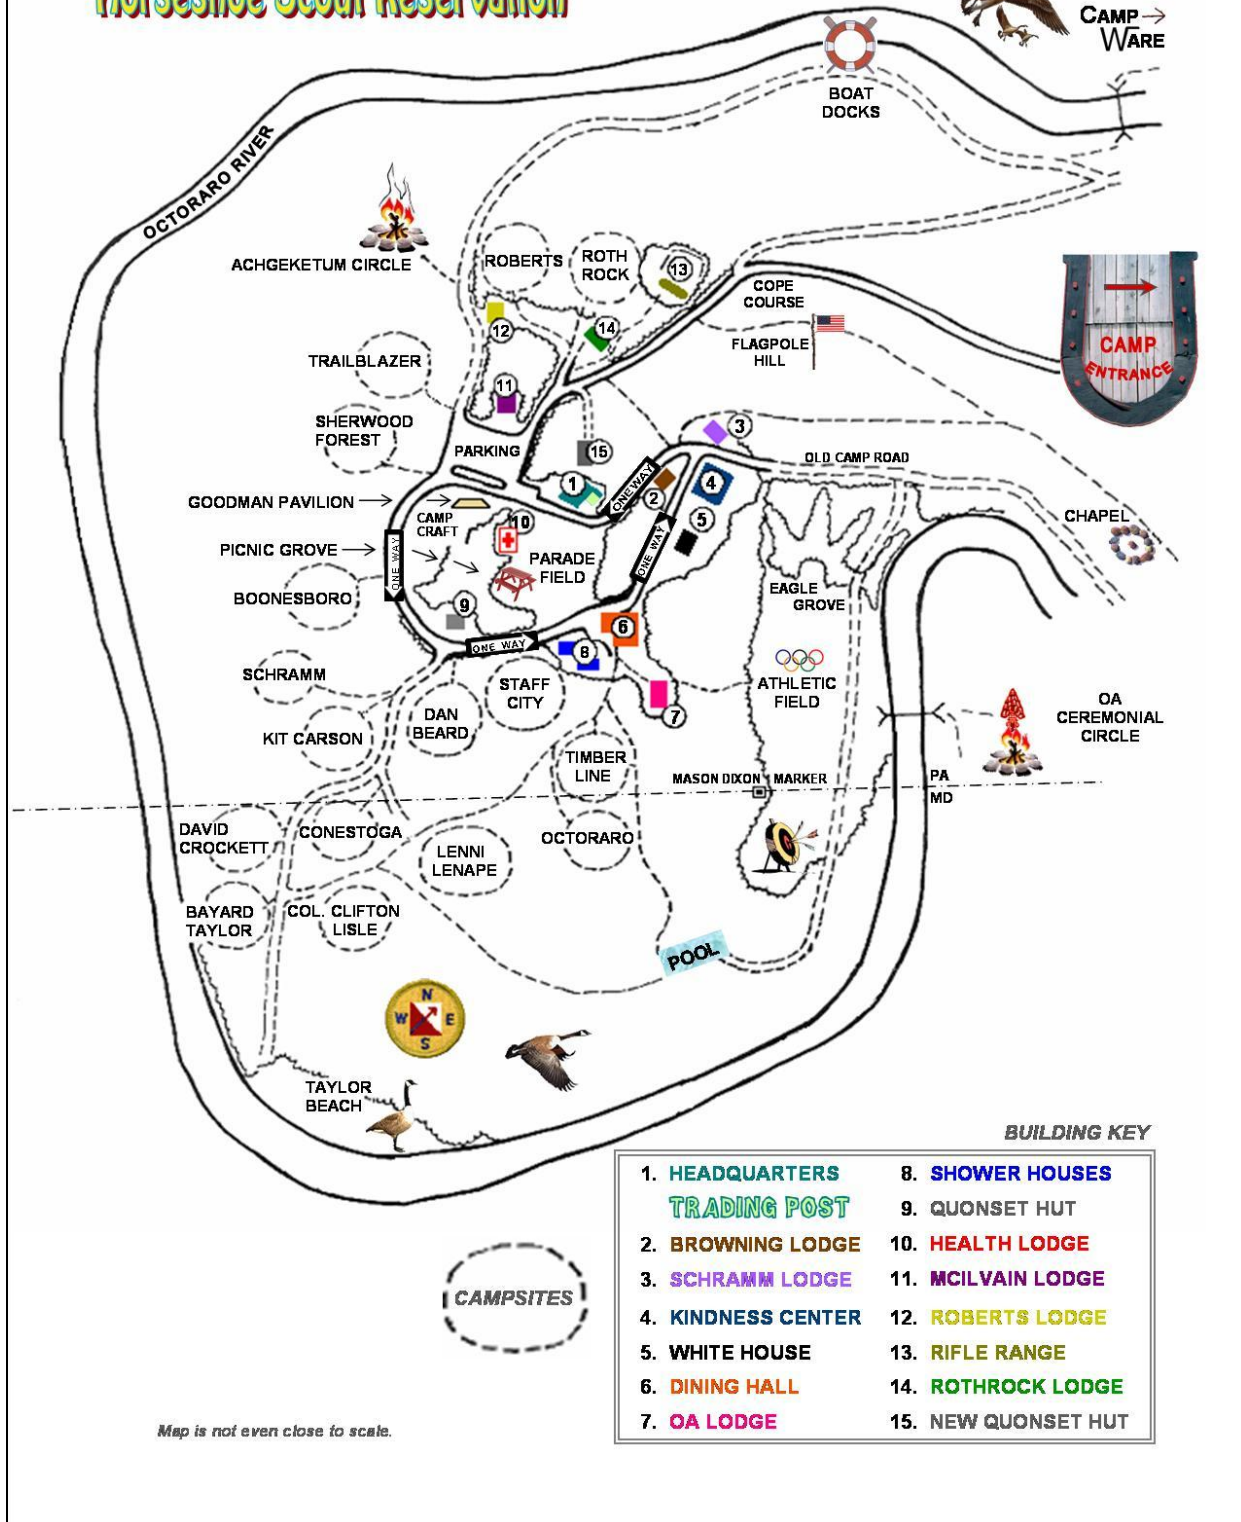 Horseshoe Scout Reservation
CAMP
WARE
BOAT
DOCKS
OCTORARO RIVER
ACHGEKETUM CIRCLE
ROBERTS
ROTH
ROCK
13
COPE
COURSE
12
14
FLAGPOLE
HILL
CAMP
ENTRANCE
TRAILBLAZER
11
SHERWOOD
FOREST
3
PARKING
15
OLD CAMP ROAD
1
ONE WAY
2
4
GOODMAN PAVILION
CAMP
CRAFT
10
5
CHAPEL
PICNIC GROVE
ONE WAY
PARADE
FIELD
ONE WAY
BOONESBORO
9
EAGLE
GROVE
6
ONE WAY
8
SCHRAMM
STAFF
CITY
ATHLETIC
FIELD
7
DAN
BEARD
KIT CARSON
OA
CEREMONIAL
CIRCLE
TIMBER
LINE
MASON DIXON MARKER
PA
MD
DAVID
CROCKETT
CONESTOGA
OCTORARO
LENNI
LENAPE
BAYARD
TAYLOR
COL. CLIFTON
LISLE
POOL
N
W E
S
TAYLOR
BEACH
BUILDING KEY
1. HEADQUARTERS
TRADING POST
2. BROWNING LODGE
3. SCHRAMM LODGE
4. KINDNESS CENTER
5. WHITE HOUSE
6. DINING HALL
7. OA LODGE
8. SHOWER HOUSES
9. QUONSET HUT
10. HEALTH LODGE
11. MCILVAIN LODGE
12. ROBERTS LODGE
13. RIFLE RANGE
14. ROTHROCK LODGE
15. NEW QUONSET HUT
CAMPSITES
Map is not even close to scale.